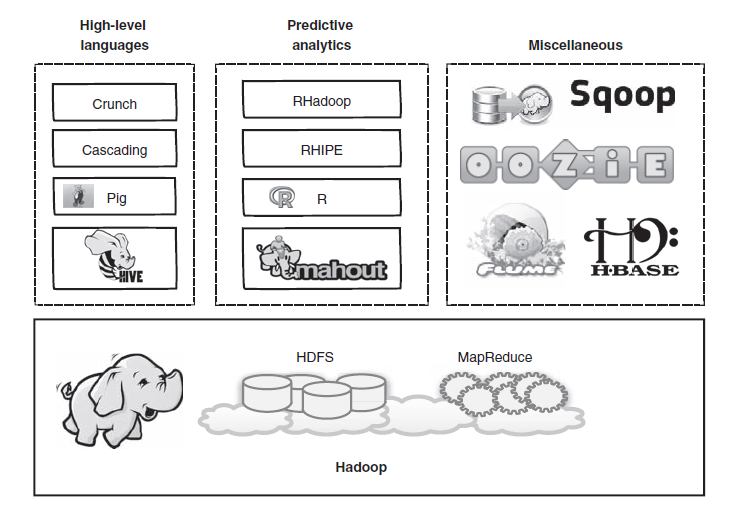 High-level
languages
Predictive
analytics
Miscellaneous
Crunch
Cascading
Pig
HIVE
RHadoop
RHIPE
R
R
mahout
Sqoop
OOZIE
FLUME
HBASE
HDFS
MapReduce
Hadoop